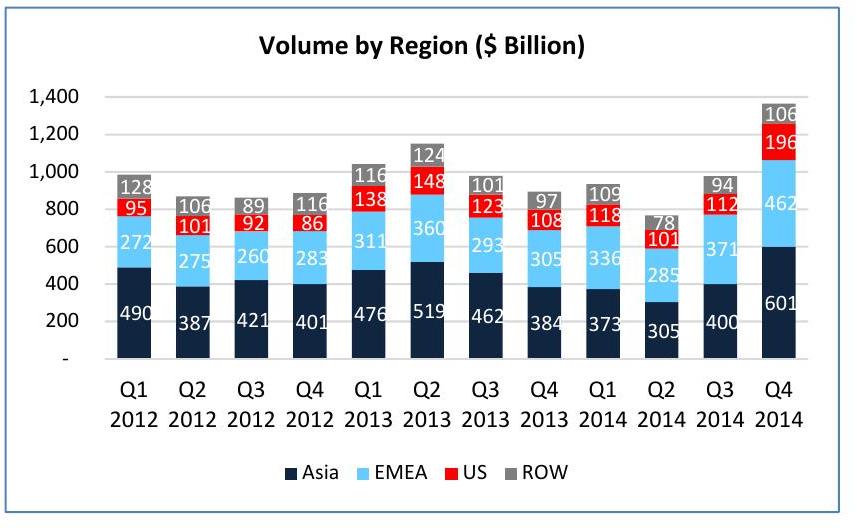 Volume by Region ($ Billion)
1,400
1,200
1,000
800
600
400
200
-
128 106 89 116 116 124 101 97 109 78 94 106
95 101 92 86 138 148 123 108 118 101 112 196
272 275 260 283 311 360 293 305 336 285 371 462
490 387 421 401 476 519 462 384 373 305 400 601
Q1 Q2 Q3 Q4 Q1 Q2 Q3 Q4 Q1 Q2 Q3 Q4
2012 2012 2012 2012 2013 2013 2013 2013 2014 2014 2014 2014
Asia EMEA US ROW